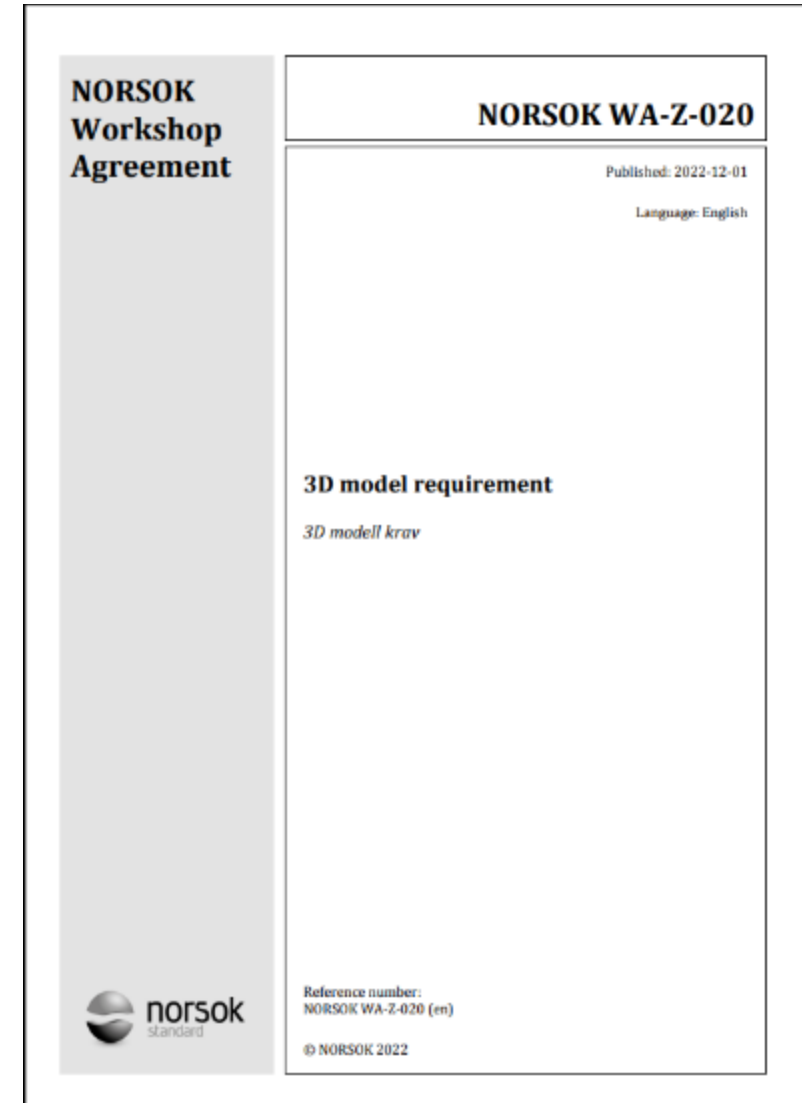 NORSOK
Workshop
Agreement
NORSOK WA-Z-020
Published: 2022-12-01
Language: English
3D model requirement
3D modell krav
norsok
standard
Reference number:
NORSOK WA-Z-020 (en)
© NORSOK 2022